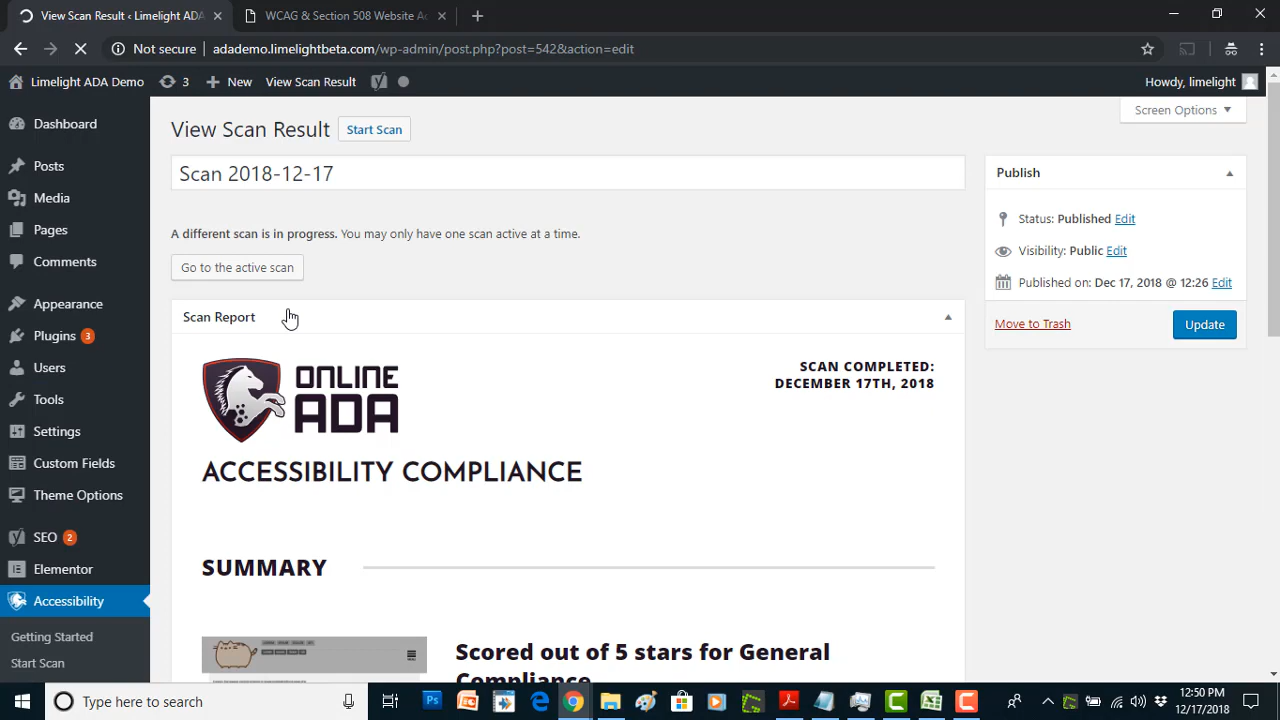 View Scan Result ‹ Limelight ADA
WCAG & Section 508 Website Ac
Not secure
adademo.limelightbeta.com/wp-admin/post.php?post=542&action=edit
Limelight ADA Demo
3
New
View Scan Result
Howdy, limelight
Screen Options
Dashboard
Posts
Media
Pages
Comments
Appearance
Plugins 3
Users
Tools
Settings
Custom Fields
Theme Options
SEO 2
Elementor
Accessibility
Getting Started
Start Scan
View Scan Result
Start Scan
Scan 2018-12-17
A different scan is in progress. You may only have one scan active at a time.
Go to the active scan
Scan Report
ONLINE
ADA
SCAN COMPLETED:
DECEMBER 17TH, 2018
ACCESSIBILITY COMPLIANCE
SUMMARY
Scored out of 5 stars for General
Compliance
Publish
Status: Published Edit
Visibility: Public Edit
Published on: Dec 17, 2018 @ 12:26 Edit
Move to Trash
Update
Type here to search
12:50 PM
12/17/2018